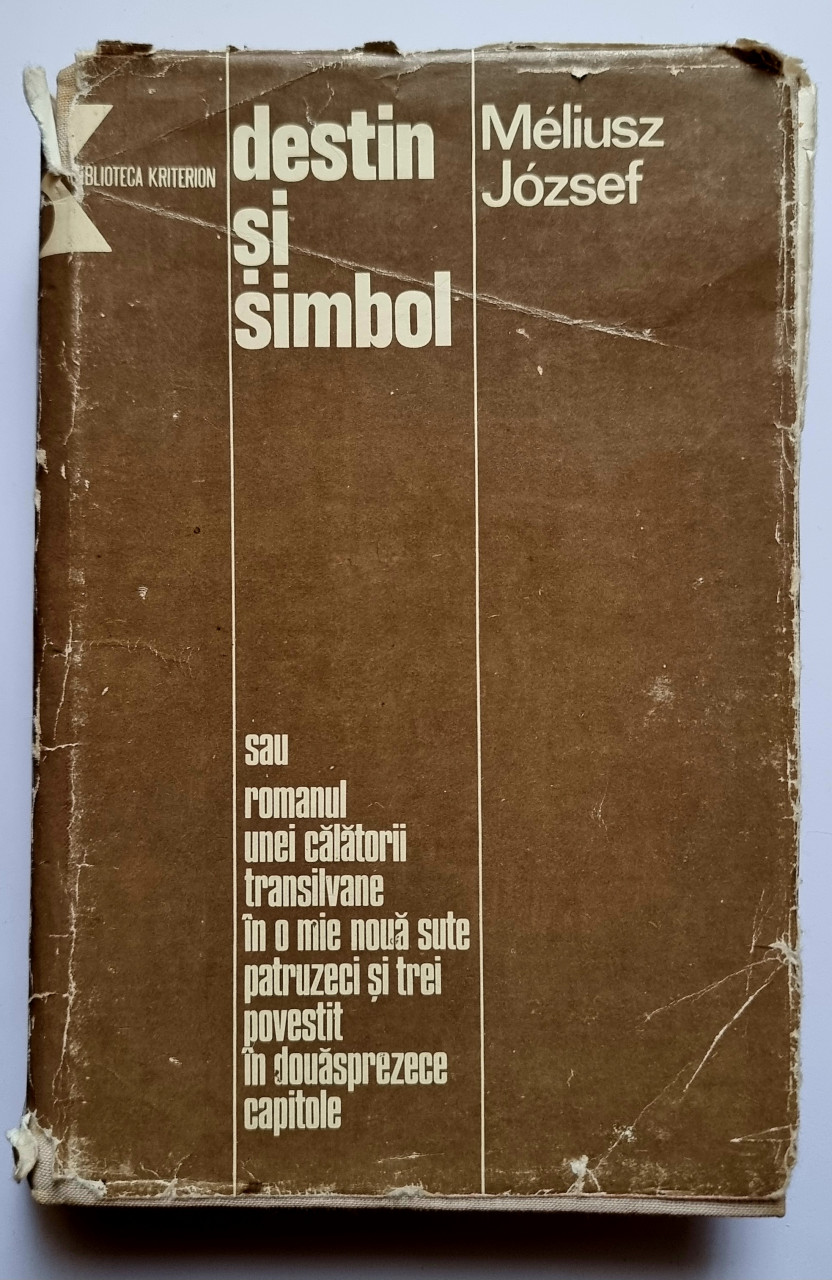 BIBLIOTECA KRITERION
destin
și
simbol
Méliusz
József
sau
romanul
unei călătorii
transilvane
în o mie nouă sute
patruzeci și trei
povestit
în douăsprezece
capitole